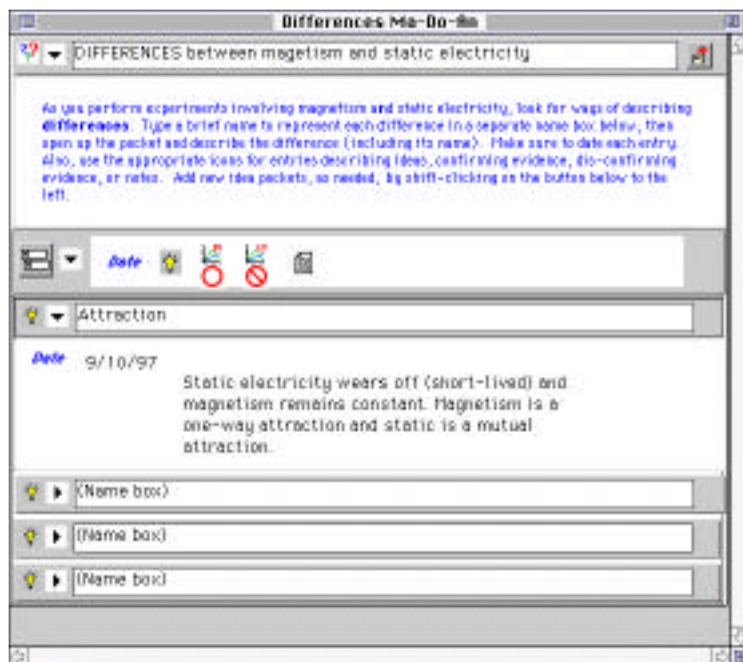 Differences Ma-Do-An
DIFFERENCES between magetism and static electricity
As you perform experiments involving magnetism and static electricity, look for ways of describing
differences. Type a brief name to represent each difference in a separate name box below; then
open up the packet and describe the difference (including its name). Make sure to date each entry.
Also, use the appropriate icons for entries describing ideas, confirming evidence, dis-confirming
evidence, or notes. Add new idea packets, as needed, by shift-clicking on the button below to the
left.
Date
Attraction
Date 9/10/97
Static electricity wears off (short-lived) and
magnetism remains constant. Magnetism is a
one-way attraction and static is a mutual
attraction.
(Name box)
(Name box)
(Name box)